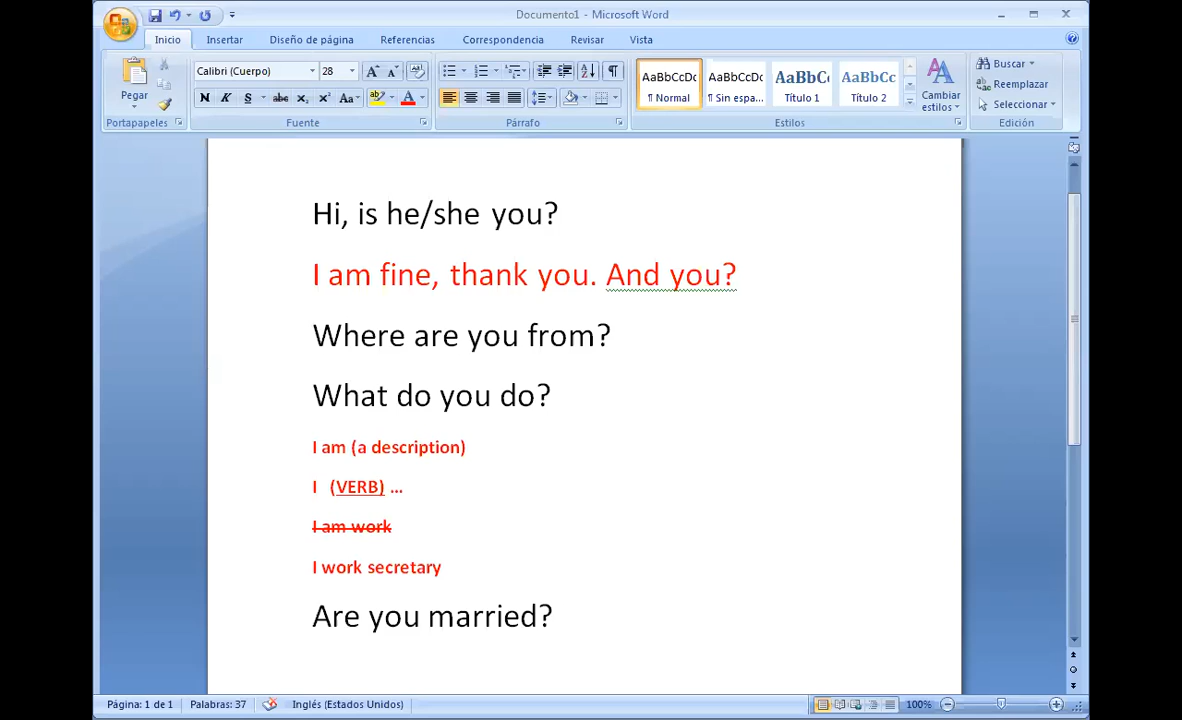 Documento1 - Microsoft Word
Inicio Insertar Diseño de página Referencias Correspondencia Revisar Vista
Pegar
Calibri (Cuerpo) 28
N K S abc X₂ X² Aa ab A
AaBbCcDc AaBbCcDc AaBbC AaBbCc
¶ Normal ¶ Sin espa... Título 1 Título 2
Cambiar estilos
Buscar
Reemplazar
Seleccionar
Portapapeles Fuente Párrafo Estilos Edición
Hi, is he/she you?
I am fine, thank you. And you?
Where are you from?
What do you do?
I am (a description)
I (VERB) ...
I am work
I work secretary
Are you married?
Página: 1 de 1 Palabras: 37 Inglés (Estados Unidos) 100%